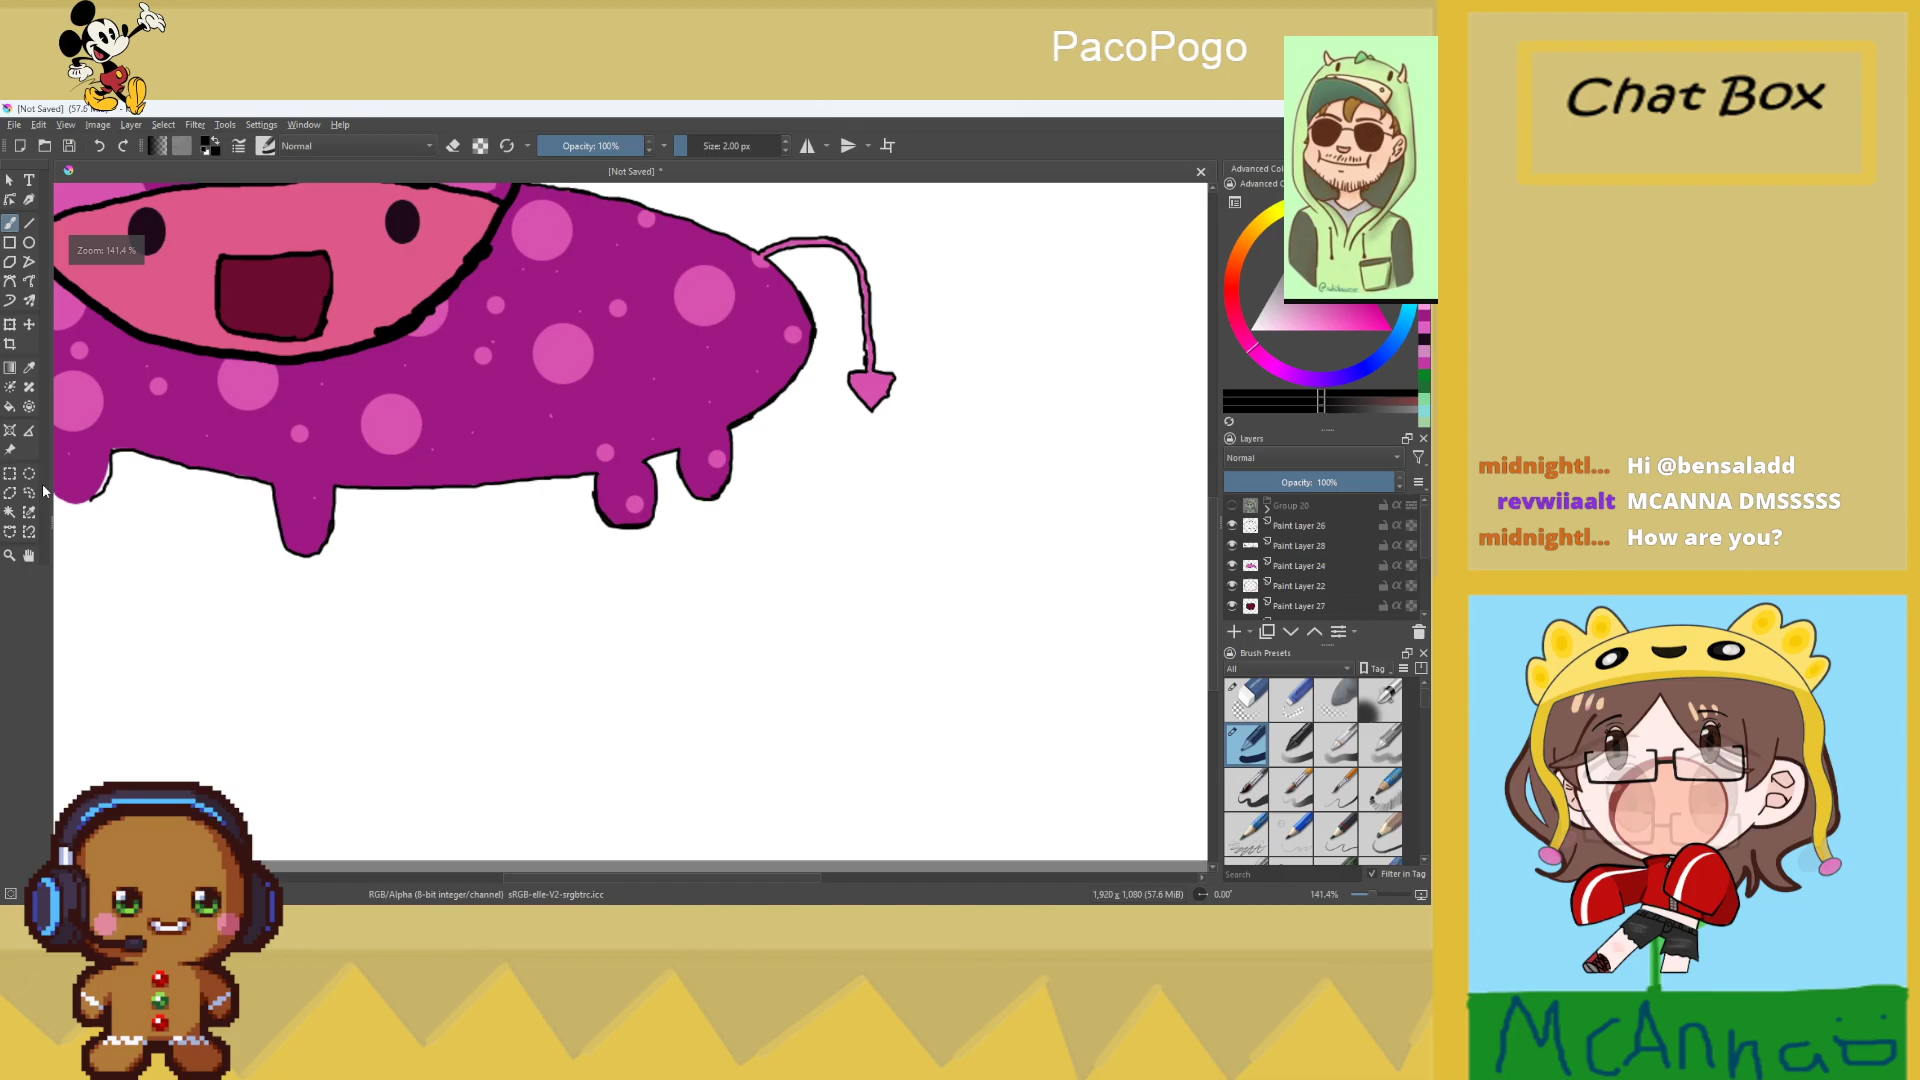 PacoPogo
Chat Box
[Not Saved] (57.6
File Edit View Image Layer Select Filter Tools Settings Window Help
Normal
Opacity: 100%
Size: 2.00 px
[Not Saved] *
Zoom: 141.4 %
Advanced Col
Advanced C
Layers
Normal
Opacity: 100%
Group 20
Paint Layer 26
Paint Layer 28
Paint Layer 24
Paint Layer 22
Paint Layer 27
Brush Presets
All
Tag
Search
Filter in Tag
RGB/Alpha (8-bit integer/channel) sRGB-elle-V2-srgbtrc.icc
1,920 x 1,080 (57.6 MiB)
0.00°
141.4%
midnightl... Hi @bensaladd
revwiiaalt MCANNA DMSSSSS
midnightl... How are you?
McAnna